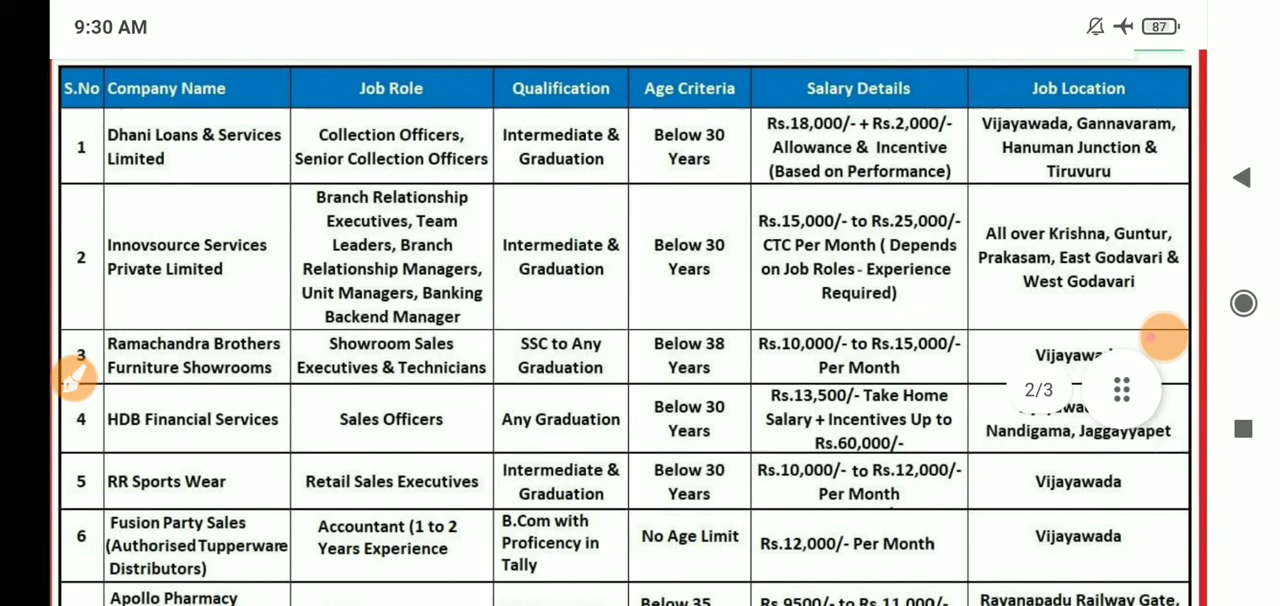 9:30 AM
87
S.No Company Name Job Role Qualification Age Criteria Salary Details Job Location
1
Dhani Loans & Services
Limited
Collection Officers,
Senior Collection Officers
Intermediate &
Graduation
Below 30
Years
Rs.18,000/- + Rs.2,000/-
Allowance & Incentive
(Based on Performance)
Vijayawada, Gannavaram,
Hanuman Junction &
Tiruvuru
2
Innovsource Services
Private Limited
Branch Relationship
Executives, Team
Leaders, Branch
Relationship Managers,
Unit Managers, Banking
Backend Manager
Intermediate &
Graduation
Below 30
Years
Rs.15,000/- to Rs.25,000/-
CTC Per Month ( Depends
on Job Roles - Experience
Required)
All over Krishna, Guntur,
Prakasam, East Godavari &
West Godavari
3
Ramachandra Brothers
Furniture Showrooms
Showroom Sales
Executives & Technicians
SSC to Any
Graduation
Below 38
Years
Rs.10,000/- to Rs.15,000/-
Per Month
2/3
4
HDB Financial Services
Sales Officers
Any Graduation
Below 30
Years
Rs.13,500/- Take Home
Salary + Incentives Up to
Rs.60,000/-
Nandigama, Jaggayyapet
5
RR Sports Wear
Retail Sales Executives
Intermediate &
Graduation
Below 30
Years
Rs.10,000/- to Rs.12,000/-
Per Month
Vijayawada
6
Fusion Party Sales
(Authorised Tupperware
Distributors)
Accountant (1 to 2
Years Experience
B.Com with
Proficency in
Tally
No Age Limit
Rs.12,000/- Per Month
Vijayawada
Apollo Pharmacy
Below 35
Rs.9500/- to Rs.11,000/-
Rayanapadu Railway Gate,